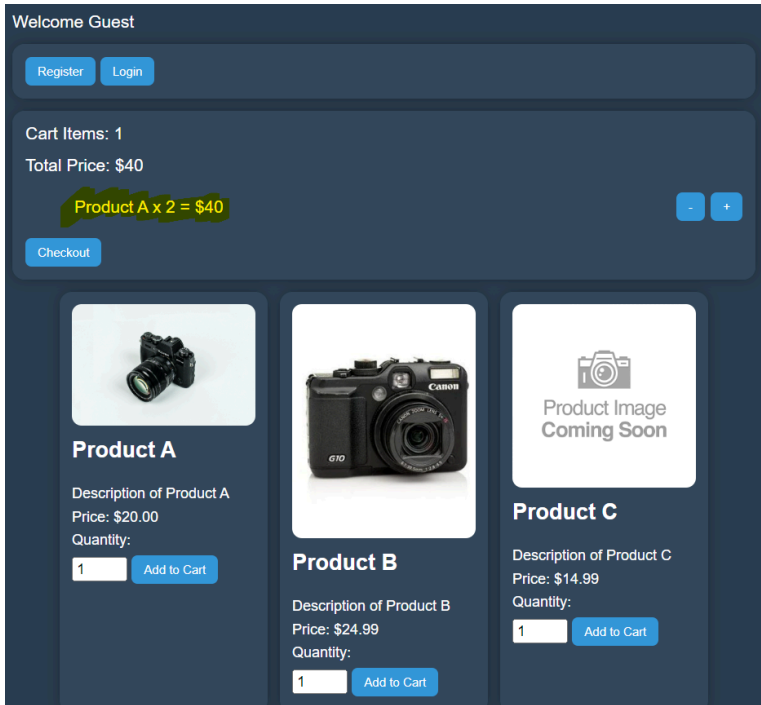 Welcome Guest
Register Login
Cart Items: 1
Total Price: $40
Product A x 2 = $40
- +
Checkout
Product A
Description of Product A
Price: $20.00
Quantity:
1 Add to Cart
Canon
G10
Product B
Description of Product B
Price: $24.99
Quantity:
1 Add to Cart
Product Image
Coming Soon
Product C
Description of Product C
Price: $14.99
Quantity:
1 Add to Cart